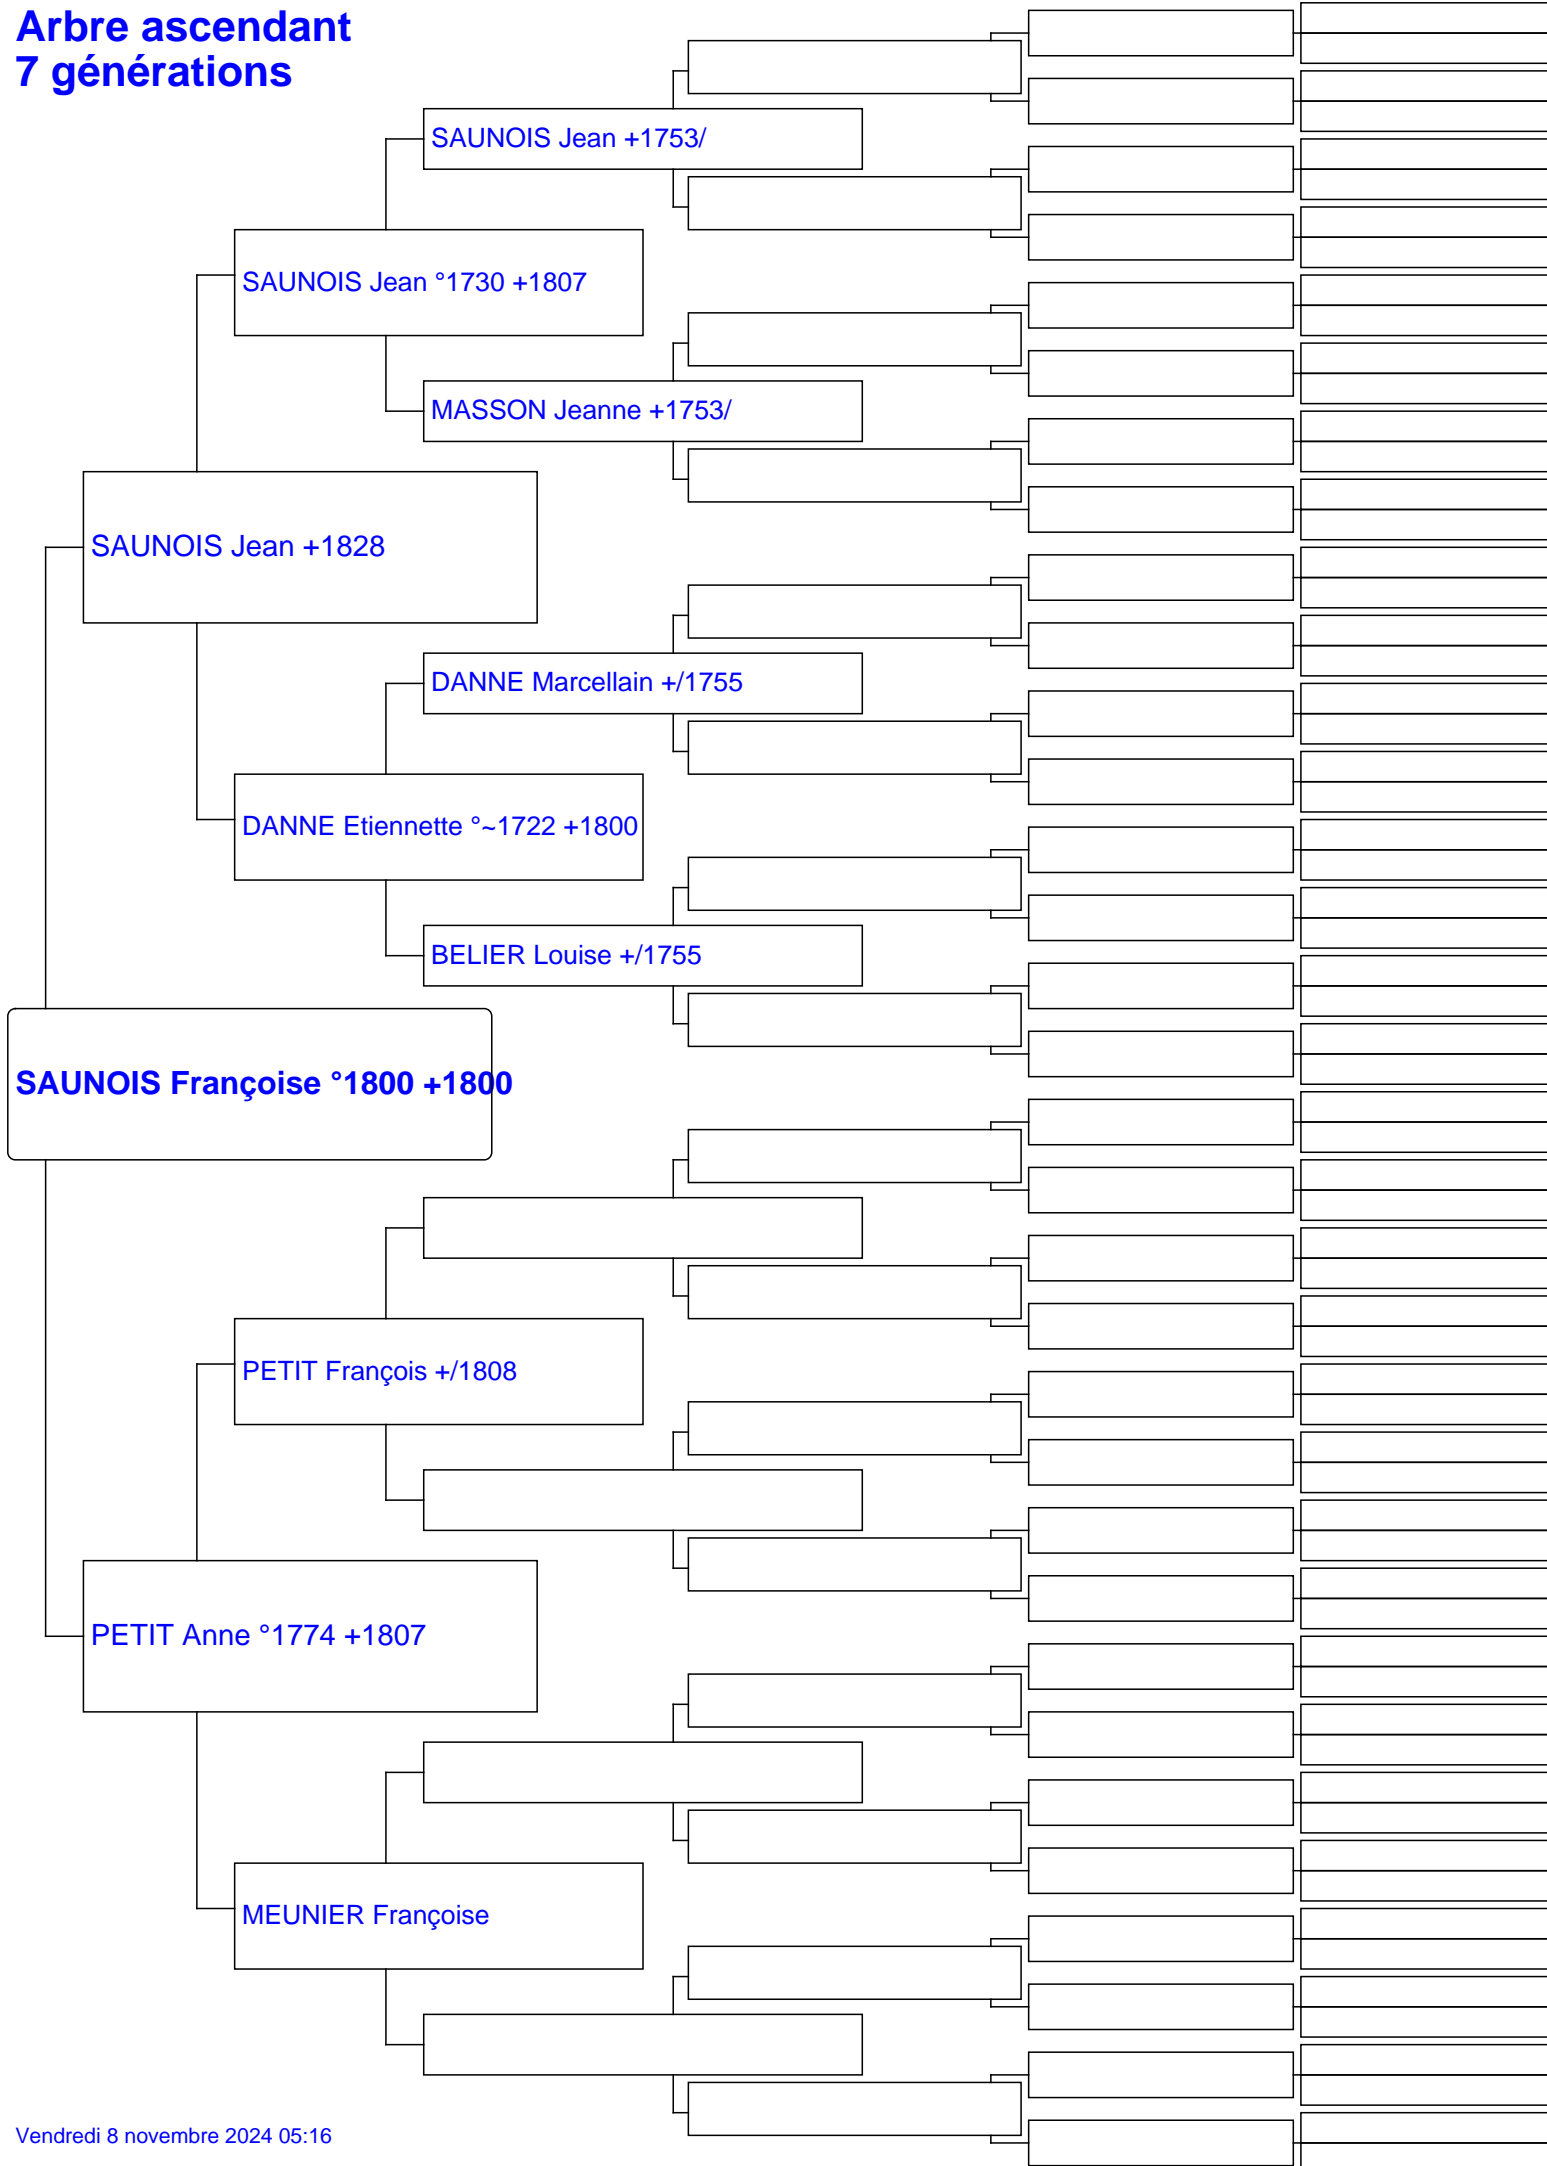 Arbre ascendant
7 générations
SAUNOIS Jean +1753/
SAUNOIS Jean °1730 +1807
MASSON Jeanne +1753/
SAUNOIS Jean +1828
DANNE Marcellain +/1755
DANNE Etiennette °~1722 +1800
BELIER Louise +/1755
SAUNOIS Françoise °1800 +1800
PETIT François +/1808
PETIT Anne °1774 +1807
MEUNIER Françoise
Vendredi 8 novembre 2024 05:16